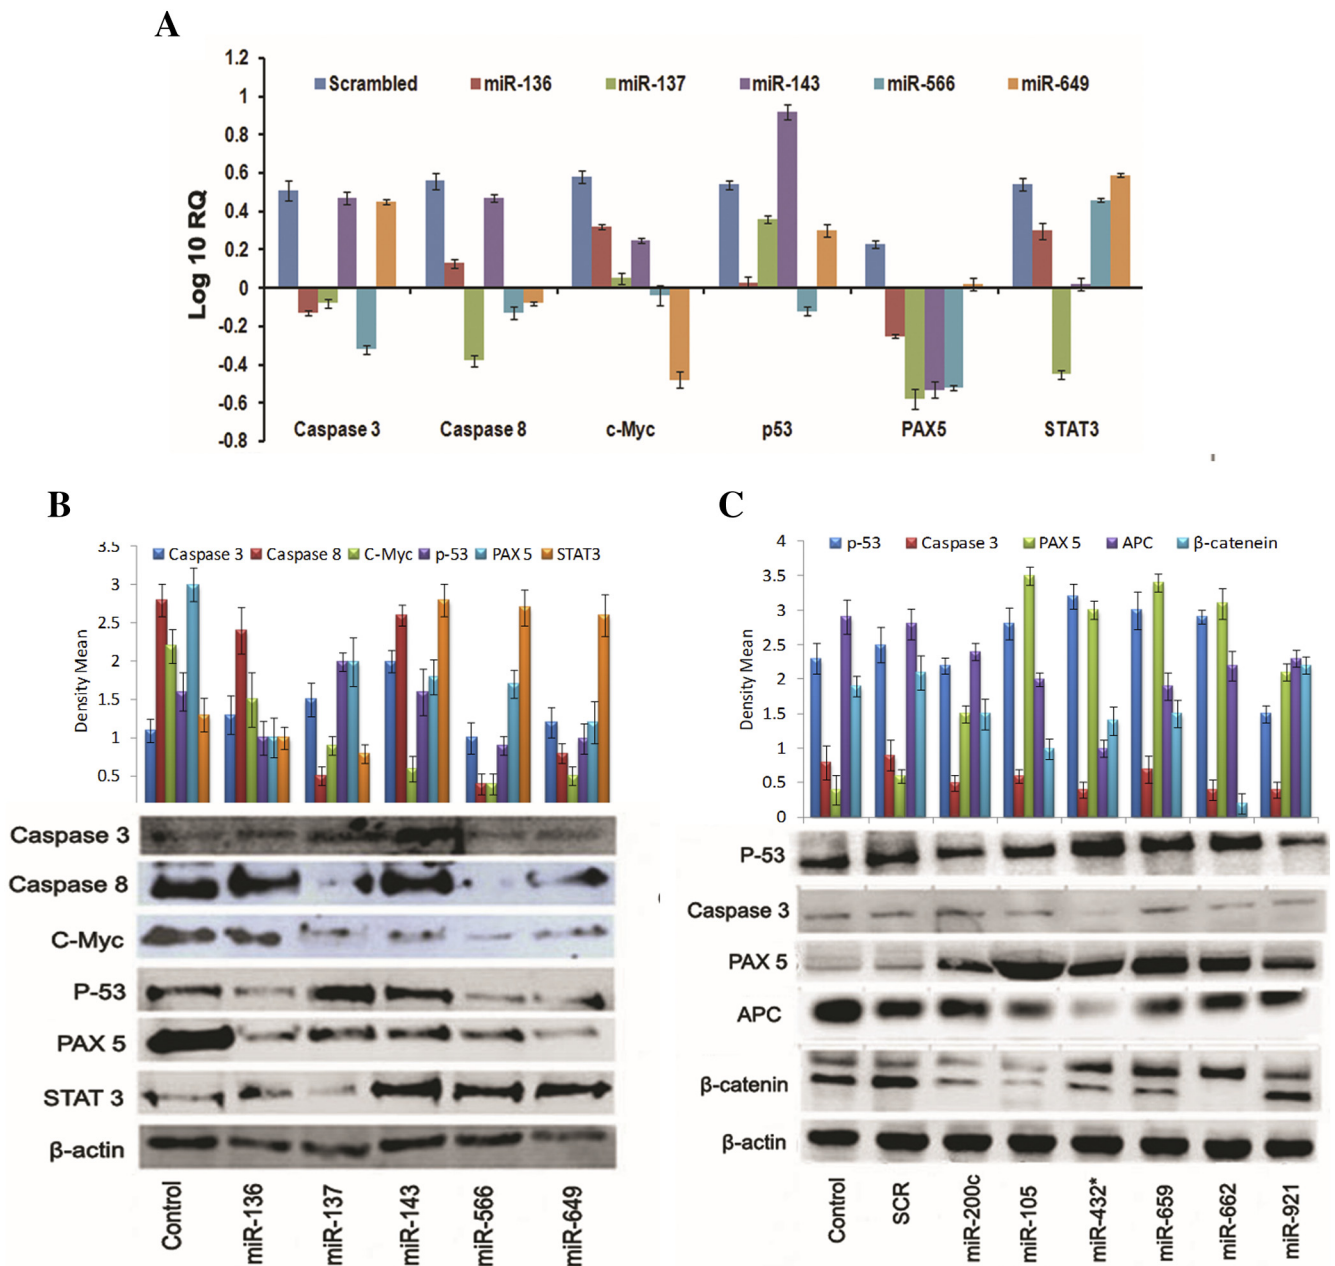 A
1.2
1
0.8
0.6
0.4
0.2
0
-0.2
-0.4
-0.6
-0.8
Log 10 RQ
Scrambled miR-136 miR-137 miR-143 miR-566 miR-649
Caspase 3 Caspase 8 c-Myc p53 PAX5 STAT3
B
3.5
3
2.5
2
1.5
1
0.5
Density Mean
Caspase 3 Caspase 8 C-Myc p-53 PAX 5 STAT3
Caspase 3
Caspase 8
C-Myc
P-53
PAX 5
STAT 3
β-actin
Control miR-136 miR-137 miR-143 miR-566 miR-649
C
4
3.5
3
2.5
2
1.5
1
0.5
0
Density Mean
p-53 Caspase 3 PAX 5 APC β-catenein
P-53
Caspase 3
PAX 5
APC
β-catenin
β-actin
Control SCR miR-200c miR-105 miR-432* miR-659 miR-662 miR-921